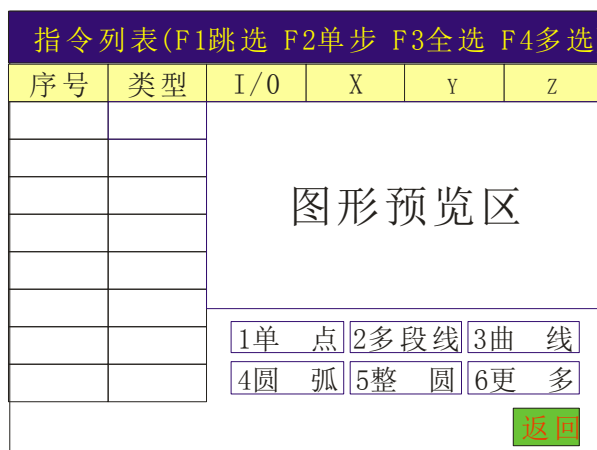 指令列表(F1跳选 F2单步 F3全选 F4多选
序号 类型 I/0 X Y Z
图形预览区
1单 点 2多段线 3曲 线
4圆 弧 5整 圆 6更 多
返回